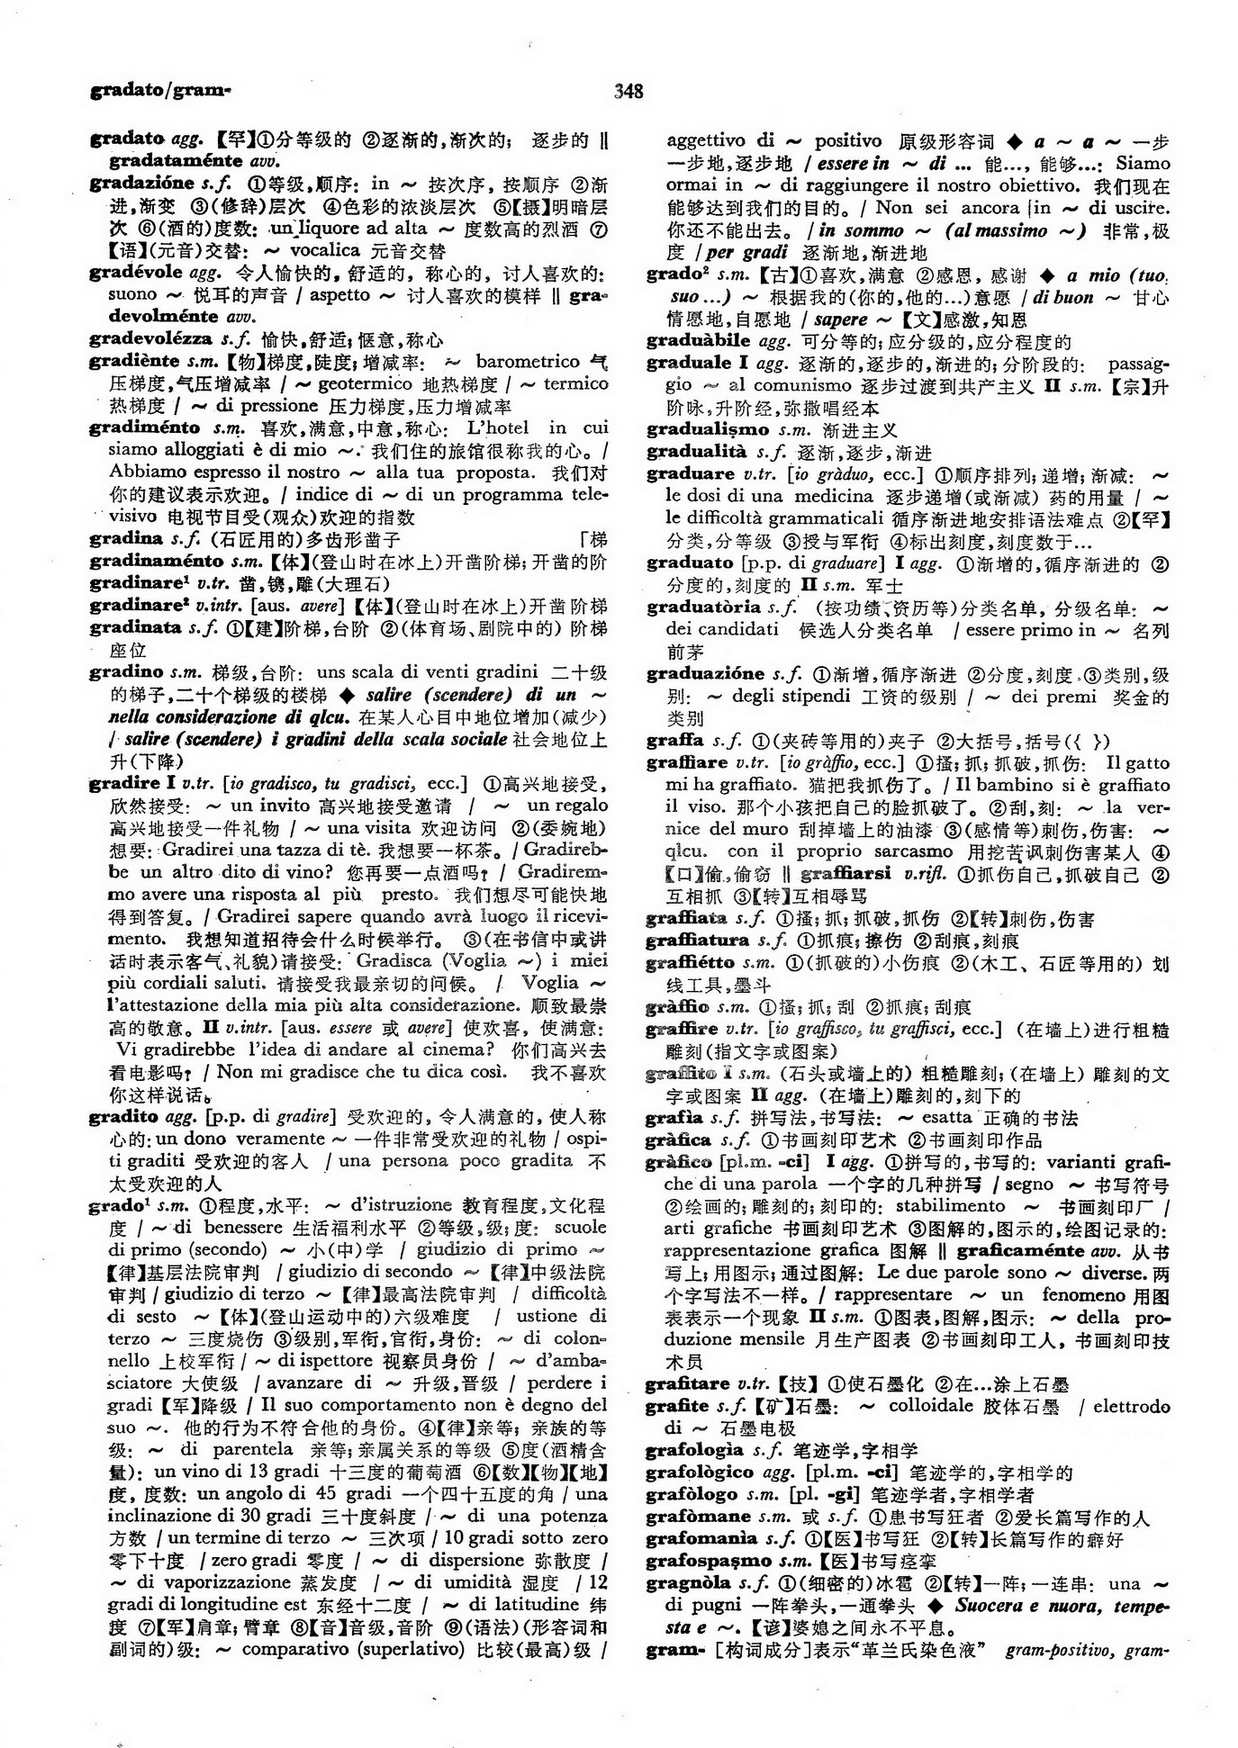 gradato/gram-
348
gradato agg. 【罕】①分等级的 ②逐渐的,渐次的; 逐步的 ‖
gradataménte avv.
gradazióne s.f. ①等级,顺序: in ~ 按次序, 按顺序 ②渐
进,渐变 ③(修辞)层次 ④色彩的浓淡层次 ⑤【摄】明暗层
次 ⑥(酒的)度数: un liquore ad alta ~ 度数高的烈酒 ⑦
【语】(元音)交替: ~ vocalica 元音交替
gradévole agg. 令人愉快的, 舒适的, 称心的, 讨人喜欢的:
suono ~ 悦耳的声音 / aspetto ~ 讨人喜欢的模样 ‖ gra-
devolménte avv.
gradevolézza s.f. 愉快,舒适; 惬意,称心
gradiènte s.m. 【物】梯度,陡度; 增减率: ~ barometrico 气
压梯度,气压增减率 / ~ geotermico 地热梯度 / ~ termico
热梯度 / ~ di pressione 压力梯度,压力增减率
gradiménto s.m. 喜欢,满意,中意,称心: L'hotel in cui
siamo alloggiati è di mio ~. 我们住的旅馆很称我的心。/
Abbiamo espresso il nostro ~ alla tua proposta. 我们对
你的建议表示欢迎。/ indice di ~ di un programma tele-
visivo 电视节目受(观众)欢迎的指数
gradina s.f. (石匠用的)多齿形凿子 「梯
gradinaménto s.m. 【体】(登山时在冰上)开凿阶梯; 开凿的阶
gradinare¹ v.tr. 凿,镌,雕(大理石)
gradinare² v.intr. [aus. avere] 【体】(登山时在冰上)开凿阶梯
gradinata s.f. ①【建】阶梯,台阶 ②(体育场、剧院中的) 阶梯
座位
gradino s.m. 梯级,台阶: uns scala di venti gradini 二十级
的梯子,二十个梯级的楼梯 ◆ salire (scendere) di un ~
nella considerazione di qlcu. 在某人心目中地位增加(减少)
/ salire (scendere) i gradini della scala sociale 社会地位上
升(下降)
gradire I v.tr. [io gradisco, tu gradisci, ecc.] ①高兴地接受,
欣然接受: ~ un invito 高兴地接受邀请 / ~ un regalo
高兴地接受一件礼物 / ~ una visita 欢迎访问 ②(委婉地)
想要: Gradirei una tazza di tè. 我想要一杯茶。/ Gradireb-
be un altro dito di vino? 您再要一点酒吗? / Gradirem-
mo avere una risposta al più presto. 我们想尽可能快地
得到答复。/ Gradirei sapere quando avrà luogo il ricevi-
mento. 我想知道招待会什么时候举行。 ③(在书信中或讲
话时表示客气、礼貌)请接受: Gradisca (Voglia ~) i miei
più cordiali saluti. 请接受我最亲切的问候。 / Voglia ~
l'attestazione della mia più alta considerazione. 顺致最崇
高的敬意。II v.intr. [aus. essere 或 avere] 使欢喜, 使满意:
Vi gradirebbe l'idea di andare al cinema? 你们高兴去
看电影吗? / Non mi gradisce che tu dica così. 我不喜欢
你这样说话。
gradito agg. [p.p. di gradire] 受欢迎的, 令人满意的, 使人称
心的: un dono veramente ~ 一件非常受欢迎的礼物 / ospi-
ti graditi 受欢迎的客人 / una persona poco gradita 不
太受欢迎的人
grado¹ s.m. ①程度,水平: ~ d'istruzione 教育程度,文化程
度 / ~ di benessere 生活福利水平 ②等级,级; 度: scuole
di primo (secondo) ~ 小(中)学 / giudizio di primo ~
【律】基层法院审判 / giudizio di secondo ~ 【律】中级法院
审判 / giudizio di terzo ~ 【律】最高法院审判 / difficoltà
di sesto ~ 【体】(登山运动中的)六级难度 / ustione di
terzo ~ 三度烧伤 ③级别,军衔,官衔,身份: ~ di colon-
nello 上校军衔 / ~ di ispettore 视察员身份 / ~ d'amba-
sciatore 大使级 / avanzare di ~ 升级,晋级 / perdere i
gradi 【军】降级 / Il suo comportamento non è degno del
suo ~. 他的行为不符合他的身份。④【律】亲等; 亲族的等
级: ~ di parentela 亲等; 亲属关系的等级 ⑤度(酒精含
量): un vino di 13 gradi 十三度的葡萄酒 ⑥【数】【物】【地】
度, 度数: un angolo di 45 gradi 一个四十五度的角 / una
inclinazione di 30 gradi 三十度斜度 / ~ di una potenza
方数 / un termine di terzo ~ 三次项 / 10 gradi sotto zero
零下十度 / zero gradi 零度 / ~ di dispersione 弥散度 /
~ di vaporizzazione 蒸发度 / ~ di umidità 湿度 / 12
gradi di longitudine est 东经十二度 / ~ di latitudine 纬
度 ⑦【军】肩章; 臂章 ⑧【音】音级,音阶 ⑨(语法)(形容词和
副词的)级: ~ comparativo (superlativo) 比较(最高)级 /
aggettivo di ~ positivo 原级形容词 ◆ a ~ a ~ 一步
一步地,逐步地 / essere in ~ di ... 能..., 能够...: Siamo
ormai in ~ di raggiungere il nostro obiettivo. 我们现在
能够达到我们的目的。/ Non sei ancora in ~ di uscire.
你还不能出去。 / in sommo ~ (al massimo ~) 非常,极
度 / per gradi 逐渐地,渐进地
grado² s.m. 【古】①喜欢,满意 ②感恩, 感谢 ◆ a mio (tuo,
suo ...) ~ 根据我的(你的,他的...)意愿 / di buon ~ 甘心
情愿地,自愿地 / sapere ~ 【文】感激,知恩
graduàbile agg. 可分等的; 应分级的,应分程度的
graduale I agg. 逐渐的,逐步的,渐进的; 分阶段的: passag-
gio ~ al comunismo 逐步过渡到共产主义 II s.m. 【宗】升
阶咏,升阶经,弥撒唱经本
gradualismo s.m. 渐进主义
gradualità s.f. 逐渐,逐步,渐进
graduare v.tr. [io gràduo, ecc.] ①顺序排列; 递增; 渐减: ~
le dosi di una medicina 逐步递增(或渐减) 药的用量 / ~
le difficoltà grammaticali 循序渐进地安排语法难点 ②【罕】
分类,分等级 ③授与军衔 ④标出刻度,刻度数于...
graduato [p.p. di graduare] I agg. ①渐增的,循序渐进的 ②
分度的,刻度的 II s.m. 军士
graduatòria s.f. (按功绩、资历等)分类名单, 分级名单: ~
dei candidati 候选人分类名单 / essere primo in ~ 名列
前茅
graduazióne s.f. ①渐增,循序渐进 ②分度,刻度 ③类别,级
别: ~ degli stipendi 工资的级别 / ~ dei premi 奖金的
类别
graffa s.f. ①(夹砖等用的)夹子 ②大括号,括号({ })
graffiare v.tr. [io gràffio, ecc.] ①搔; 抓; 抓破,抓伤: Il gatto
mi ha graffiato. 猫把我抓伤了。/ Il bambino si è graffiato
il viso. 那个小孩把自己的脸抓破了。②刮,刻: ~ la ver-
nice del muro 刮掉墙上的油漆 ③(感情等)刺伤,伤害: ~
qlcu. con il proprio sarcasmo 用挖苦讽刺伤害某人 ④
【口】偷,偷窃 ‖ graffiarsi v.rifl. ①抓伤自己,抓破自己 ②
互相抓 ③【转】互相辱骂
graffiata s.f. ①搔; 抓; 抓破,抓伤 ②【转】刺伤,伤害
graffiatura s.f. ①抓痕; 擦伤 ②刮痕,刻痕
graffiétto s.m. ①(抓破的)小伤痕 ②(木工、石匠等用的) 划
线工具,墨斗
gràffio s.m. ①搔; 抓; 刮 ②抓痕; 刮痕
graffire v.tr. [io graffisco, tu graffisci, ecc.] (在墙上)进行粗糙
雕刻(指文字或图案)
graffito I s.m. (石头或墙上的) 粗糙雕刻; (在墙上) 雕刻的文
字或图案 II agg. (在墙上)雕刻的,刻下的
grafìa s.f. 拼写法,书写法: ~ esatta 正确的书法
gràfica s.f. ①书画刻印艺术 ②书画刻印作品
gràfico [pl.m. -ci] I agg. ①拼写的,书写的: varianti grafi-
che di una parola 一个字的几种拼写 / segno ~ 书写符号
②绘画的; 雕刻的; 刻印的: stabilimento ~ 书画刻印厂 /
arti grafiche 书画刻印艺术 ③图解的,图示的,绘图记录的:
rappresentazione grafica 图解 ‖ graficaménte avv. 从书
写上; 用图示; 通过图解: Le due parole sono ~ diverse. 两
个字写法不一样。/ rappresentare ~ un fenomeno 用图
表表示一个现象 II s.m. ①图表,图解,图示: ~ della pro-
duzione mensile 月生产图表 ②书画刻印工人, 书画刻印技
术员
grafitare v.tr. 【技】 ①使石墨化 ②在...涂上石墨
grafite s.f. 【矿】石墨: ~ colloidale 胶体石墨 / elettrodo
di ~ 石墨电极
grafologìa s.f. 笔迹学,字相学
grafològico agg. [pl.m. -ci] 笔迹学的,字相学的
grafòlogo s.m. [pl. -gi] 笔迹学者,字相学者
grafòmane s.m. 或 s.f. ①患书写狂者 ②爱长篇写作的人
grafomanìa s.f. ①【医】书写狂 ②【转】长篇写作的癖好
grafospasmo s.m. 【医】书写痉挛
gragnòla s.f. ①(细密的)冰雹 ②【转】一阵; 一连串: una ~
di pugni 一阵拳头,一通拳头 ◆ Suocera e nuora, tempe-
sta e ~. 【谚】婆媳之间永不平息。
gram- [构词成分]表示“革兰氏染色液” gram-positivo, gram-